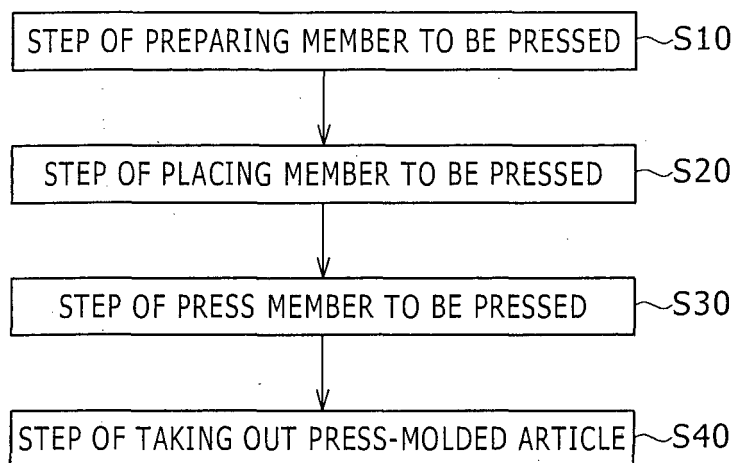 STEP OF PREPARING MEMBER TO BE PRESSED S10
STEP OF PLACING MEMBER TO BE PRESSED S20
STEP OF PRESS MEMBER TO BE PRESSED S30
STEP OF TAKING OUT PRESS-MOLDED ARTICLE S40